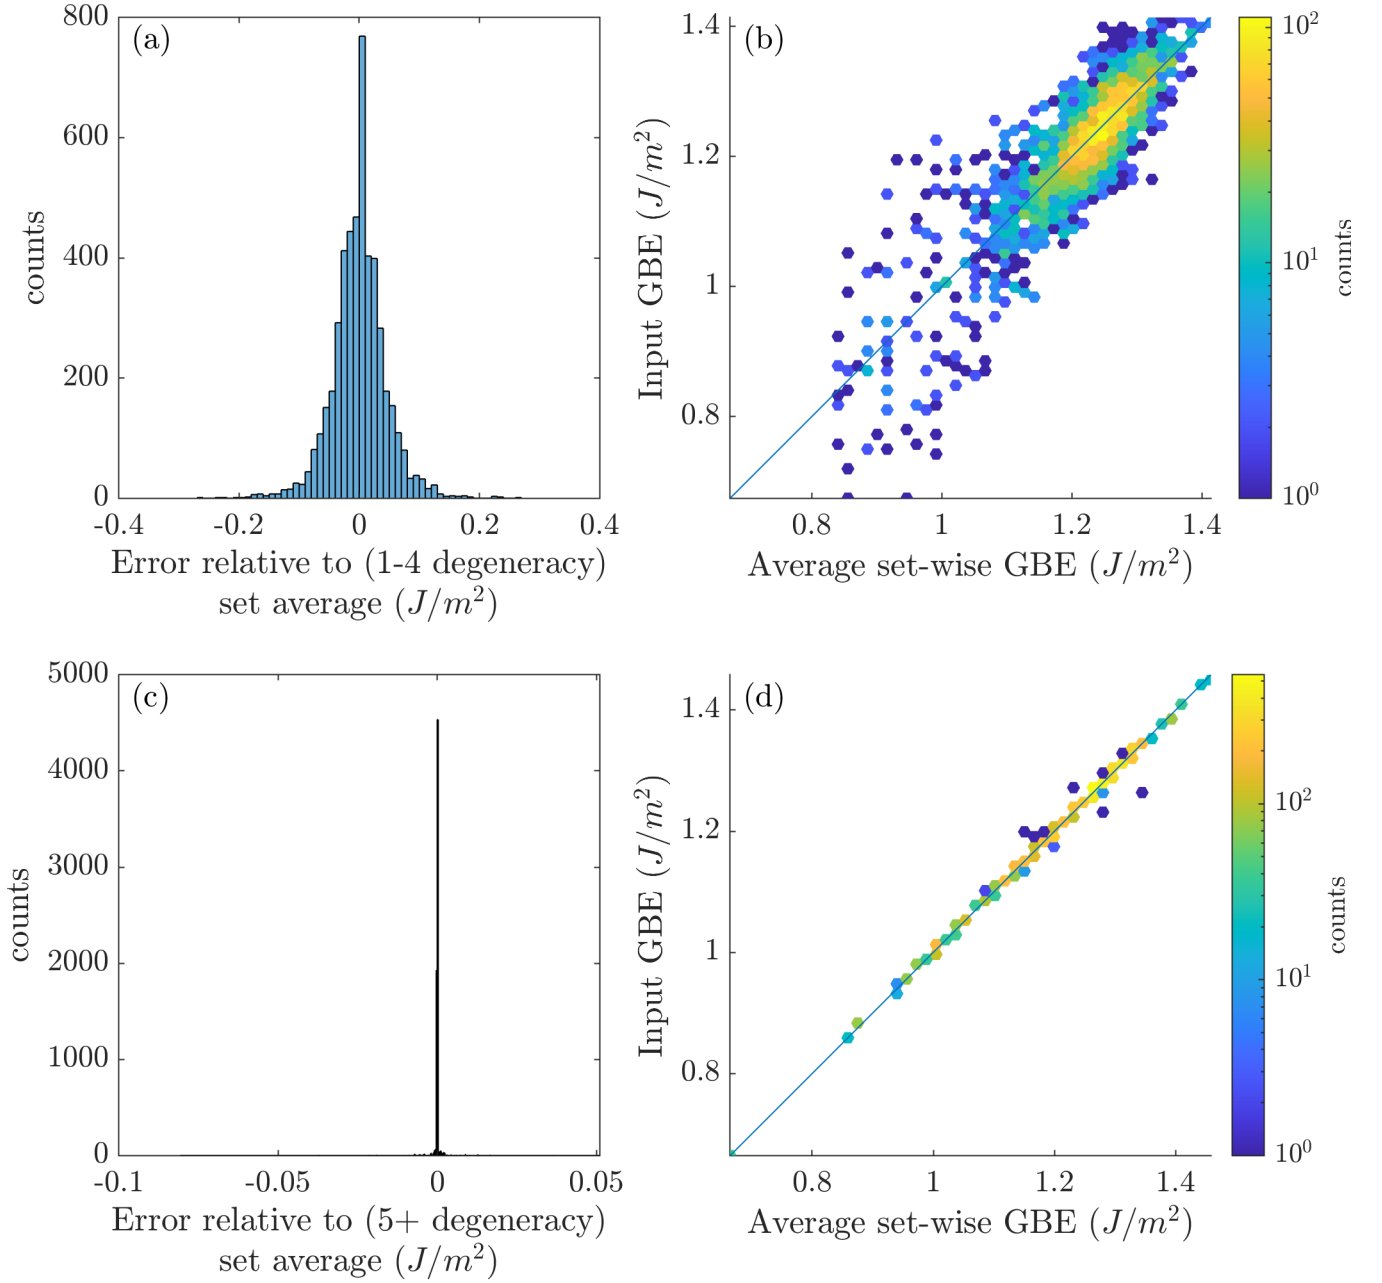 (a)
800
600
400
200
0
counts
-0.4 -0.2 0 0.2 0.4
Error relative to (1-4 degeneracy)
set average (J/m²)
(b)
1.4
1.2
1
0.8
Input GBE (J/m²)
0.8 1 1.2 1.4
Average set-wise GBE (J/m²)
10²
10¹
10⁰
counts
(c)
5000
4000
3000
2000
1000
0
counts
-0.1 -0.05 0 0.05
Error relative to (5+ degeneracy)
set average (J/m²)
(d)
1.4
1.2
1
0.8
Input GBE (J/m²)
0.8 1 1.2 1.4
Average set-wise GBE (J/m²)
10²
10¹
10⁰
counts